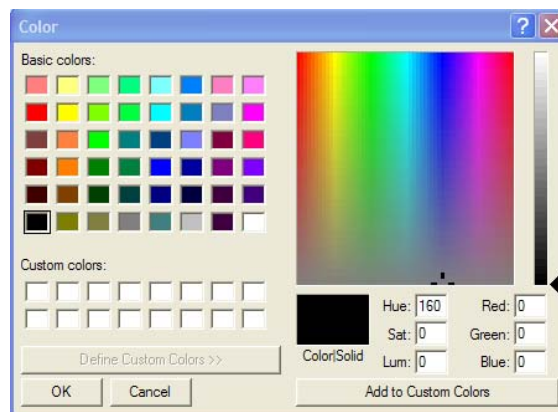 Color
Basic colors:
Custom colors:
Define Custom Colors >>
OK Cancel
Color|Solid
Hue: 160 Red: 0
Sat: 0 Green: 0
Lum: 0 Blue: 0
Add to Custom Colors